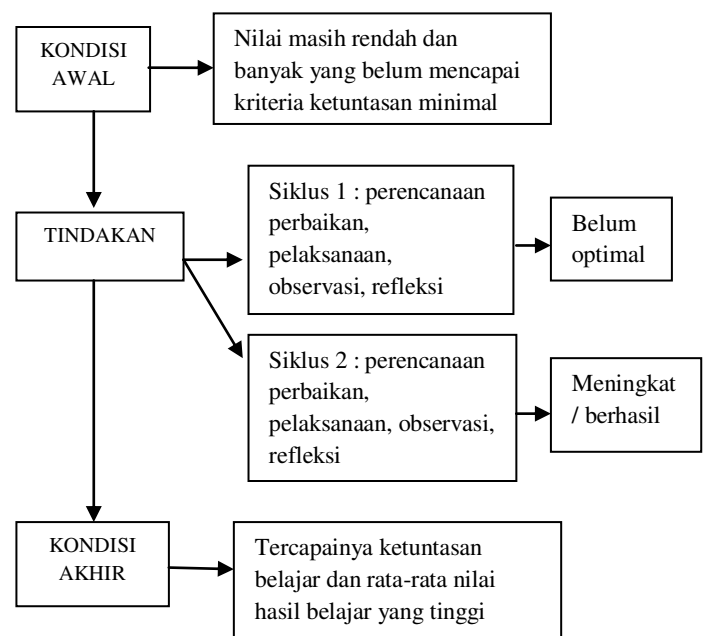 KONDISI
AWAL
Nilai masih rendah dan
banyak yang belum mencapai
kriteria ketuntasan minimal
TINDAKAN
Siklus 1 : perencanaan
perbaikan,
pelaksanaan,
observasi, refleksi
Belum
optimal
Siklus 2 : perencanaan
perbaikan,
pelaksanaan, observasi,
refleksi
Meningkat
/ berhasil
KONDISI
AKHIR
Tercapainya ketuntasan
belajar dan rata-rata nilai
hasil belajar yang tinggi